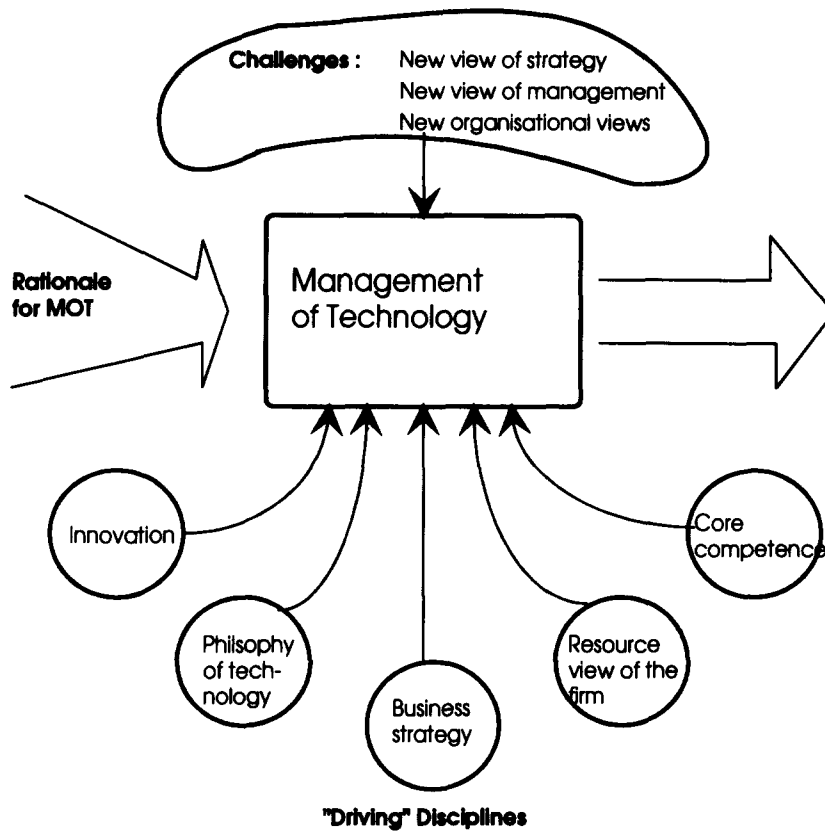 Challenges : New view of strategy
New view of management
New organisational views
Rationale
for MOT
Management
of Technology
Innovation
Core
competence
Philsophy
of tech-
nology
Resource
view of the
firm
Business
strategy
"Driving" Disciplines